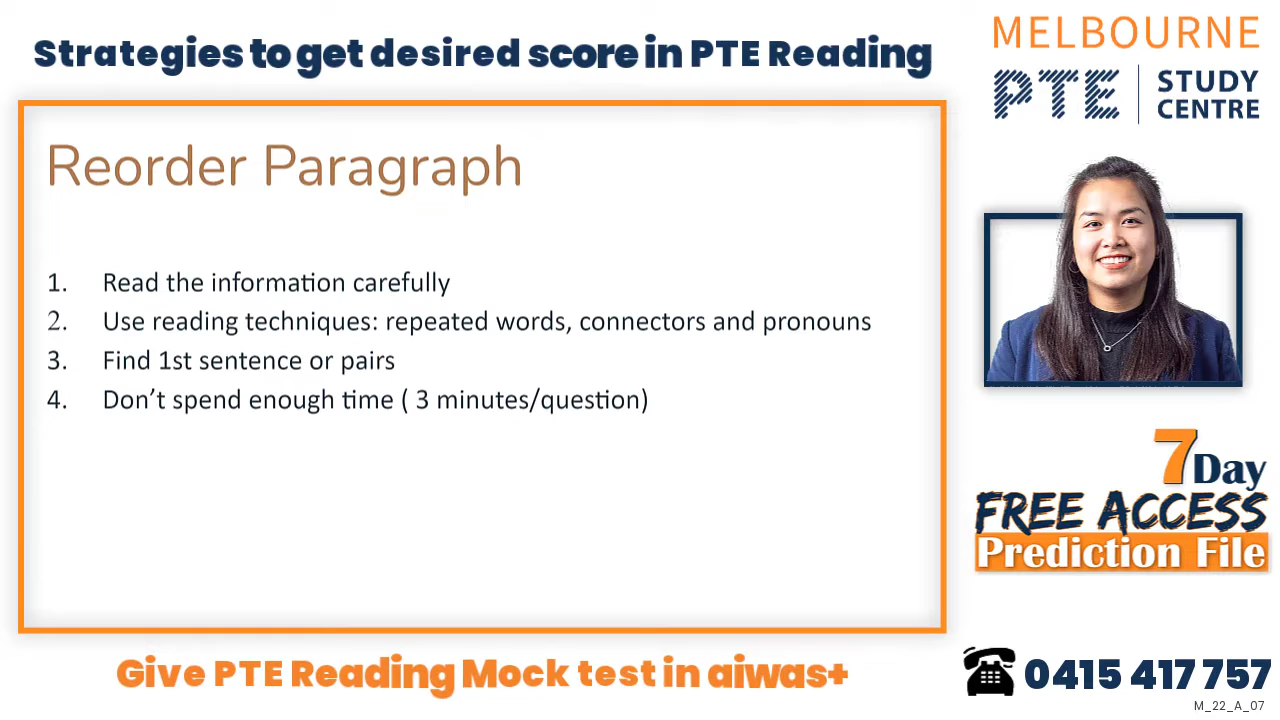 Strategies to get desired score in PTE Reading
MELBOURNE
PTE STUDY CENTRE
Reorder Paragraph
1. Read the information carefully
2. Use reading techniques: repeated words, connectors and pronouns
3. Find 1st sentence or pairs
4. Don’t spend enough time ( 3 minutes/question)
7 Day
FREE ACCESS
Prediction File
Give PTE Reading Mock test in aiwas+
0415 417 757
M_22_A_07